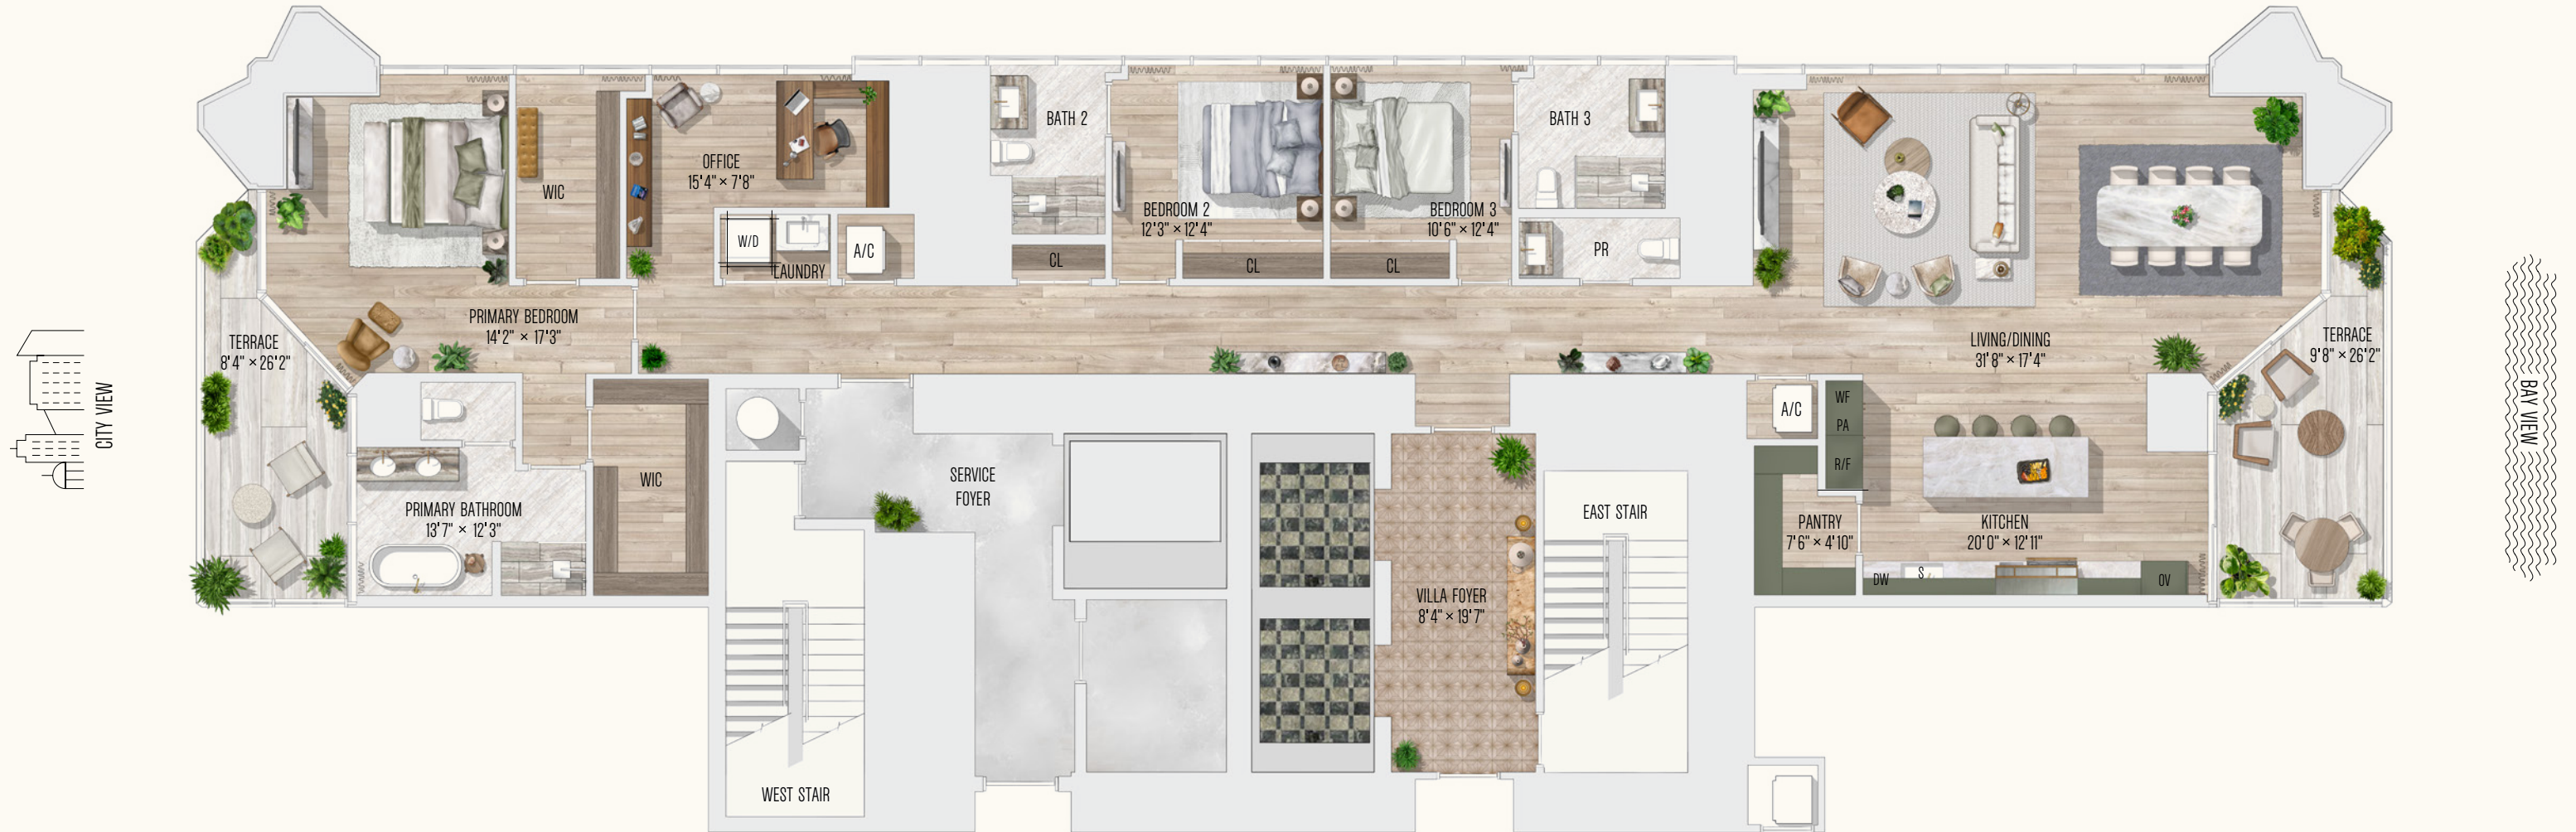 CITY VIEW
TERRACE
8'4" × 26'2"
PRIMARY BEDROOM
14'2" × 17'3"
WIC
OFFICE
15'4" × 7'8"
W/D
LAUNDRY
A/C
BATH 2
CL
BEDROOM 2
12'3" × 12'4"
CL
BEDROOM 3
10'6" × 12'4"
CL
BATH 3
PR
LIVING/DINING
31'8" × 17'4"
TERRACE
9'8" × 26'2"
BAY VIEW
PRIMARY BATHROOM
13'7" × 12'3"
WIC
SERVICE
FOYER
WEST STAIR
VILLA FOYER
8'4" × 19'7"
EAST STAIR
A/C
WF
PA
R/F
PANTRY
7'6" × 4'10"
KITCHEN
20'0" × 12'11"
DW
S
OV